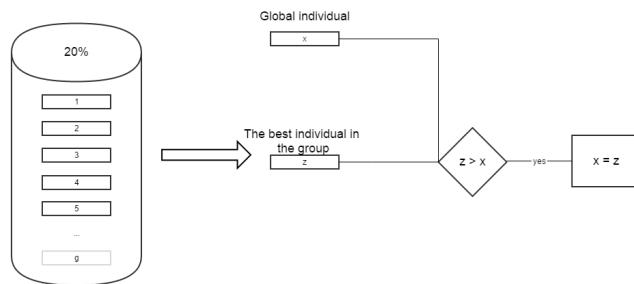 Global individual
x
20%
1
2
3
4
5
...
g
The best individual in
the group
z
z > x
yes
x = z